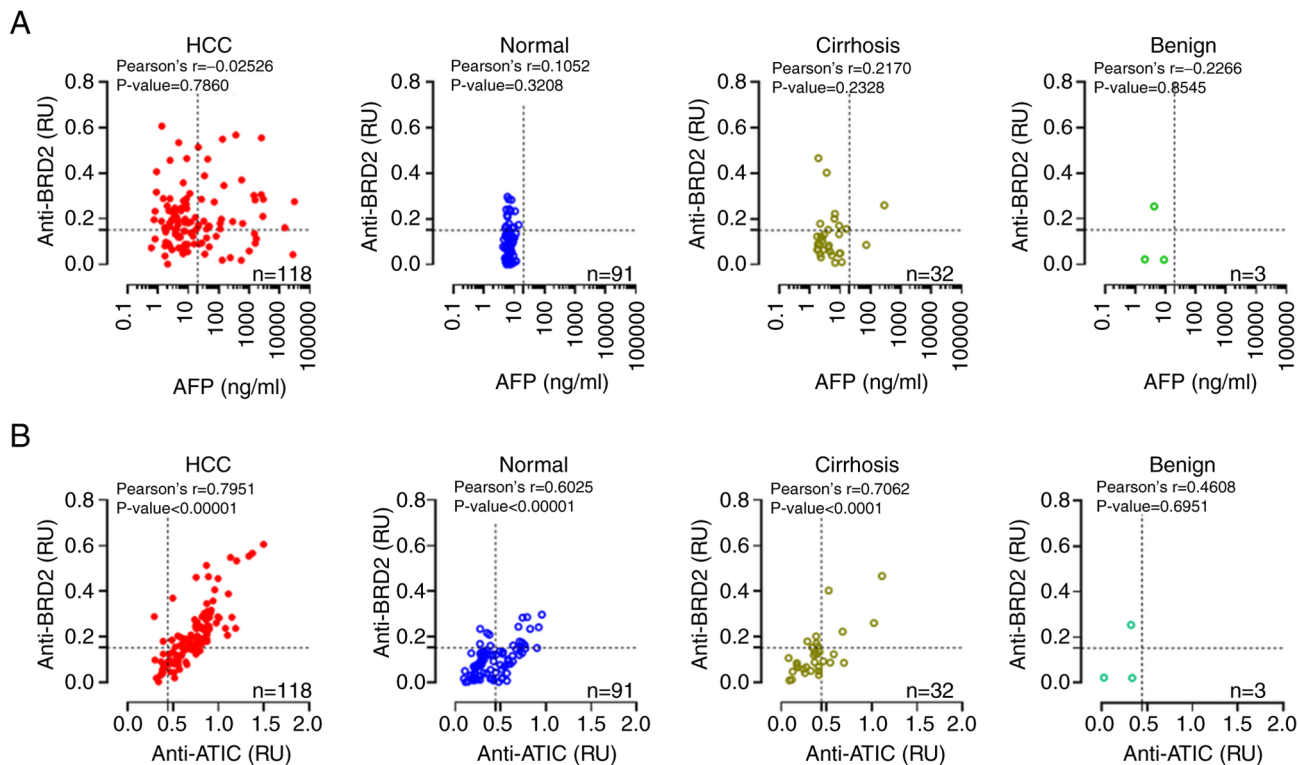 A
HCC
Pearson's r=−0.02526
P-value=0.7860
Anti-BRD2 (RU)
0.8
0.6
0.4
0.2
0.0
n=118
0.1 1 10 100 1000 10000 100000
AFP (ng/ml)
Normal
Pearson's r=0.1052
P-value=0.3208
Anti-BRD2 (RU)
0.8
0.6
0.4
0.2
0.0
n=91
0.1 1 10 100 1000 10000 100000
AFP (ng/ml)
Cirrhosis
Pearson's r=0.2170
P-value=0.2328
Anti-BRD2 (RU)
0.8
0.6
0.4
0.2
0.0
n=32
0.1 1 10 100 1000 10000 100000
AFP (ng/ml)
Benign
Pearson's r=−0.2266
P-value=0.8545
Anti-BRD2 (RU)
0.8
0.6
0.4
0.2
0.0
n=3
0.1 1 10 100 1000 10000 100000
AFP (ng/ml)
B
HCC
Pearson's r=0.7951
P-value<0.00001
Anti-BRD2 (RU)
0.8
0.6
0.4
0.2
0.0
n=118
0.0 0.5 1.0 1.5 2.0
Anti-ATIC (RU)
Normal
Pearson's r=0.6025
P-value<0.00001
Anti-BRD2 (RU)
0.8
0.6
0.4
0.2
0.0
n=91
0.0 0.5 1.0 1.5 2.0
Anti-ATIC (RU)
Cirrhosis
Pearson's r=0.7062
P-value<0.0001
Anti-BRD2 (RU)
0.8
0.6
0.4
0.2
0.0
n=32
0.0 0.5 1.0 1.5 2.0
Anti-ATIC (RU)
Benign
Pearson's r=0.4608
P-value=0.6951
Anti-BRD2 (RU)
0.8
0.6
0.4
0.2
0.0
n=3
0.0 0.5 1.0 1.5 2.0
Anti-ATIC (RU)